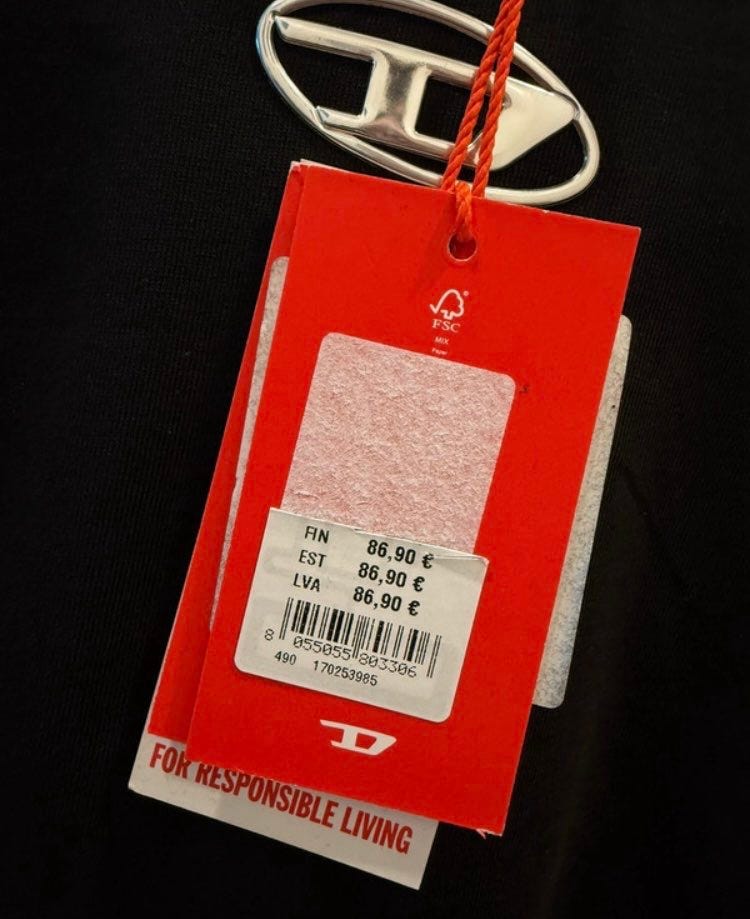 FSC
MIX
Paper
FIN 86,90 €
EST 86,90 €
LVA 86,90 €
8 055055 803306
490 170253985
D
FOR RESPONSIBLE LIVING